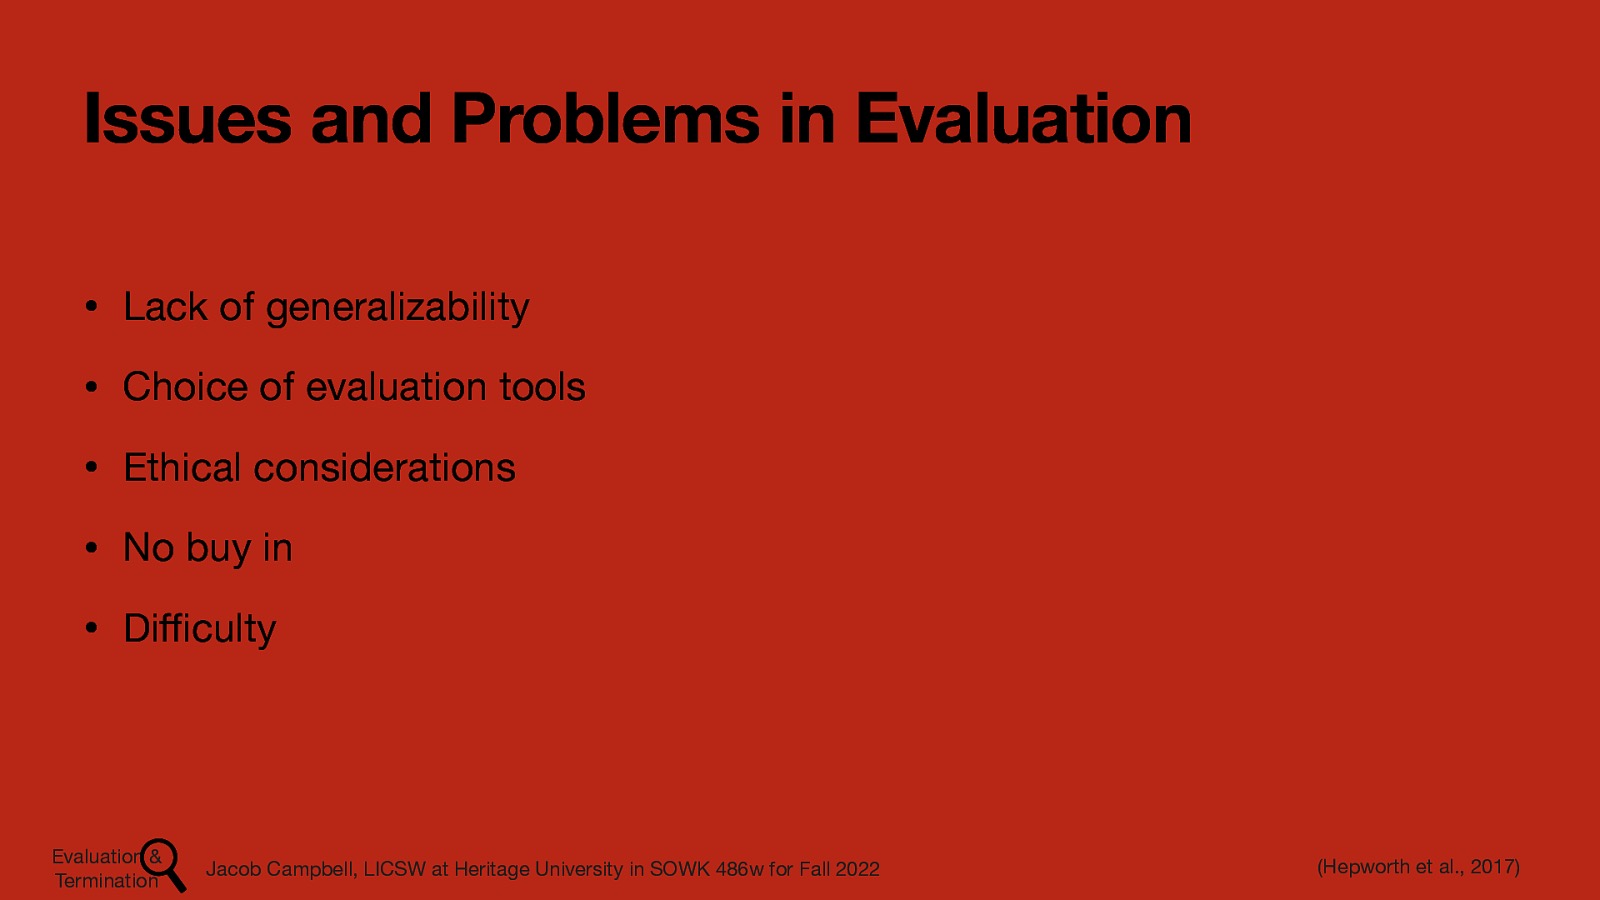 Issues and Problems in Evaluation
• Lack of generalizability
• Choice of evaluation tools
• Ethical considerations
• No buy in
• Difficulty
Evaluation &
Termination
Jacob Campbell, LICSW at Heritage University in SOWK 486w for Fall 2022
(Hepworth et al., 2017)